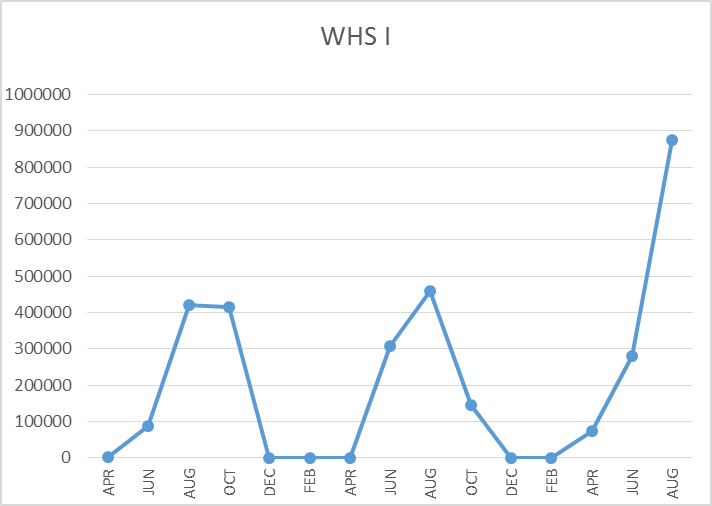 WHS I
1000000
900000
800000
700000
600000
500000
400000
300000
200000
100000
0
APR
JUN
AUG
OCT
DEC
FEB
APR
JUN
AUG
OCT
DEC
FEB
APR
JUN
AUG